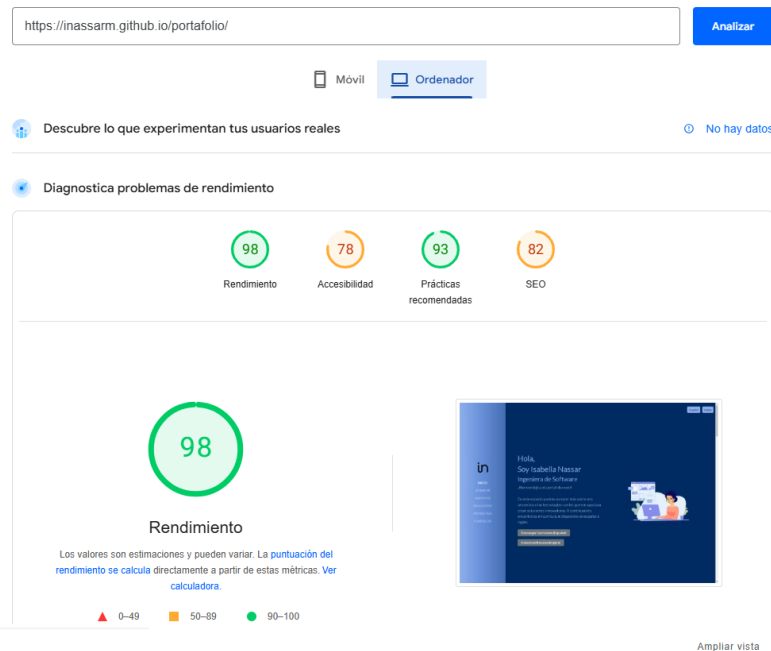 https://inassarm.github.io/portafolio/
Analizar
Móvil
Ordenador
Descubre lo que experimentan tus usuarios reales
No hay datos
Diagnostica problemas de rendimiento
98
78
93
82
Rendimiento
Accesibilidad
Prácticas
recomendadas
SEO
98
Rendimiento
Los valores son estimaciones y pueden variar. La puntuación del
rendimiento se calcula directamente a partir de estas métricas. Ver
calculadora.
0–49
50–89
90–100
in
Hola,
Soy Isabella Nassar
Ingeniera de Software
Ampliar vista